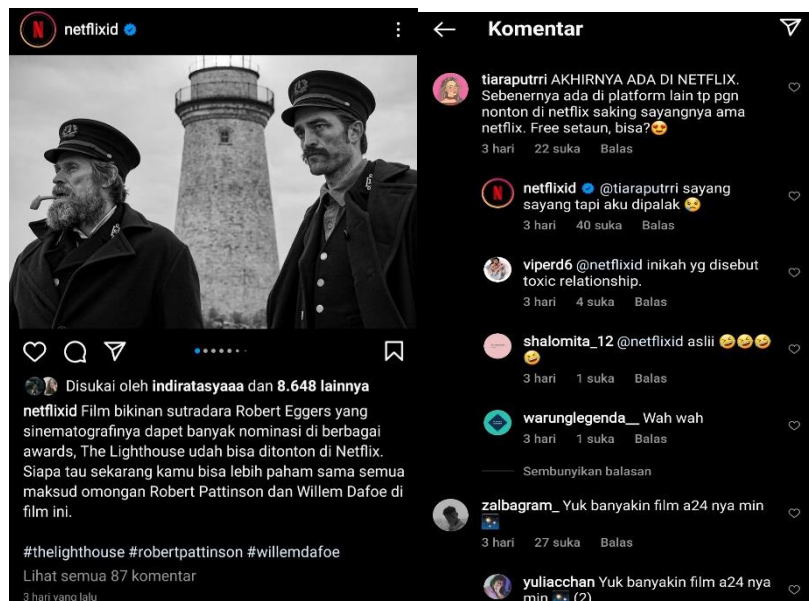 netflixid
Disukai oleh indiratasyaaa dan 8.648 lainnya
netflixid Film bikinan sutradara Robert Eggers yang
sinematografinya dapet banyak nominasi di berbagai
awards, The Lighthouse udah bisa ditonton di Netflix.
Siapa tau sekarang kamu bisa lebih paham sama semua
maksud omongan Robert Pattinson dan Willem Dafoe di
film ini.
#thelighthouse #robertpattinson #willemdafoe
Lihat semua 87 komentar
3 hari yang lalu
Komentar
tiaraputrri AKHIRNYA ADA DI NETFLIX.
Sebenernya ada di platform lain tp pgn
nonton di netflix saking sayangnya ama
netflix. Free setaun, bisa?😍
3 hari 22 suka Balas
netflixid @tiaraputrri sayang
sayang tapi aku dipalak 😢
3 hari 40 suka Balas
viperd6 @netflixid inikah yg disebut
toxic relationship.
3 hari 4 suka Balas
shalomita_12 @netflixid aslii 🤣🤣🤣
🤣
3 hari 1 suka Balas
warunglegenda__ Wah wah
3 hari 1 suka Balas
Sembunyikan balasan
zalbagram_ Yuk banyakin film a24 nya min
🎇
3 hari 27 suka Balas
yuliacchan Yuk banyakin film a24 nya
min 🎇 (2)